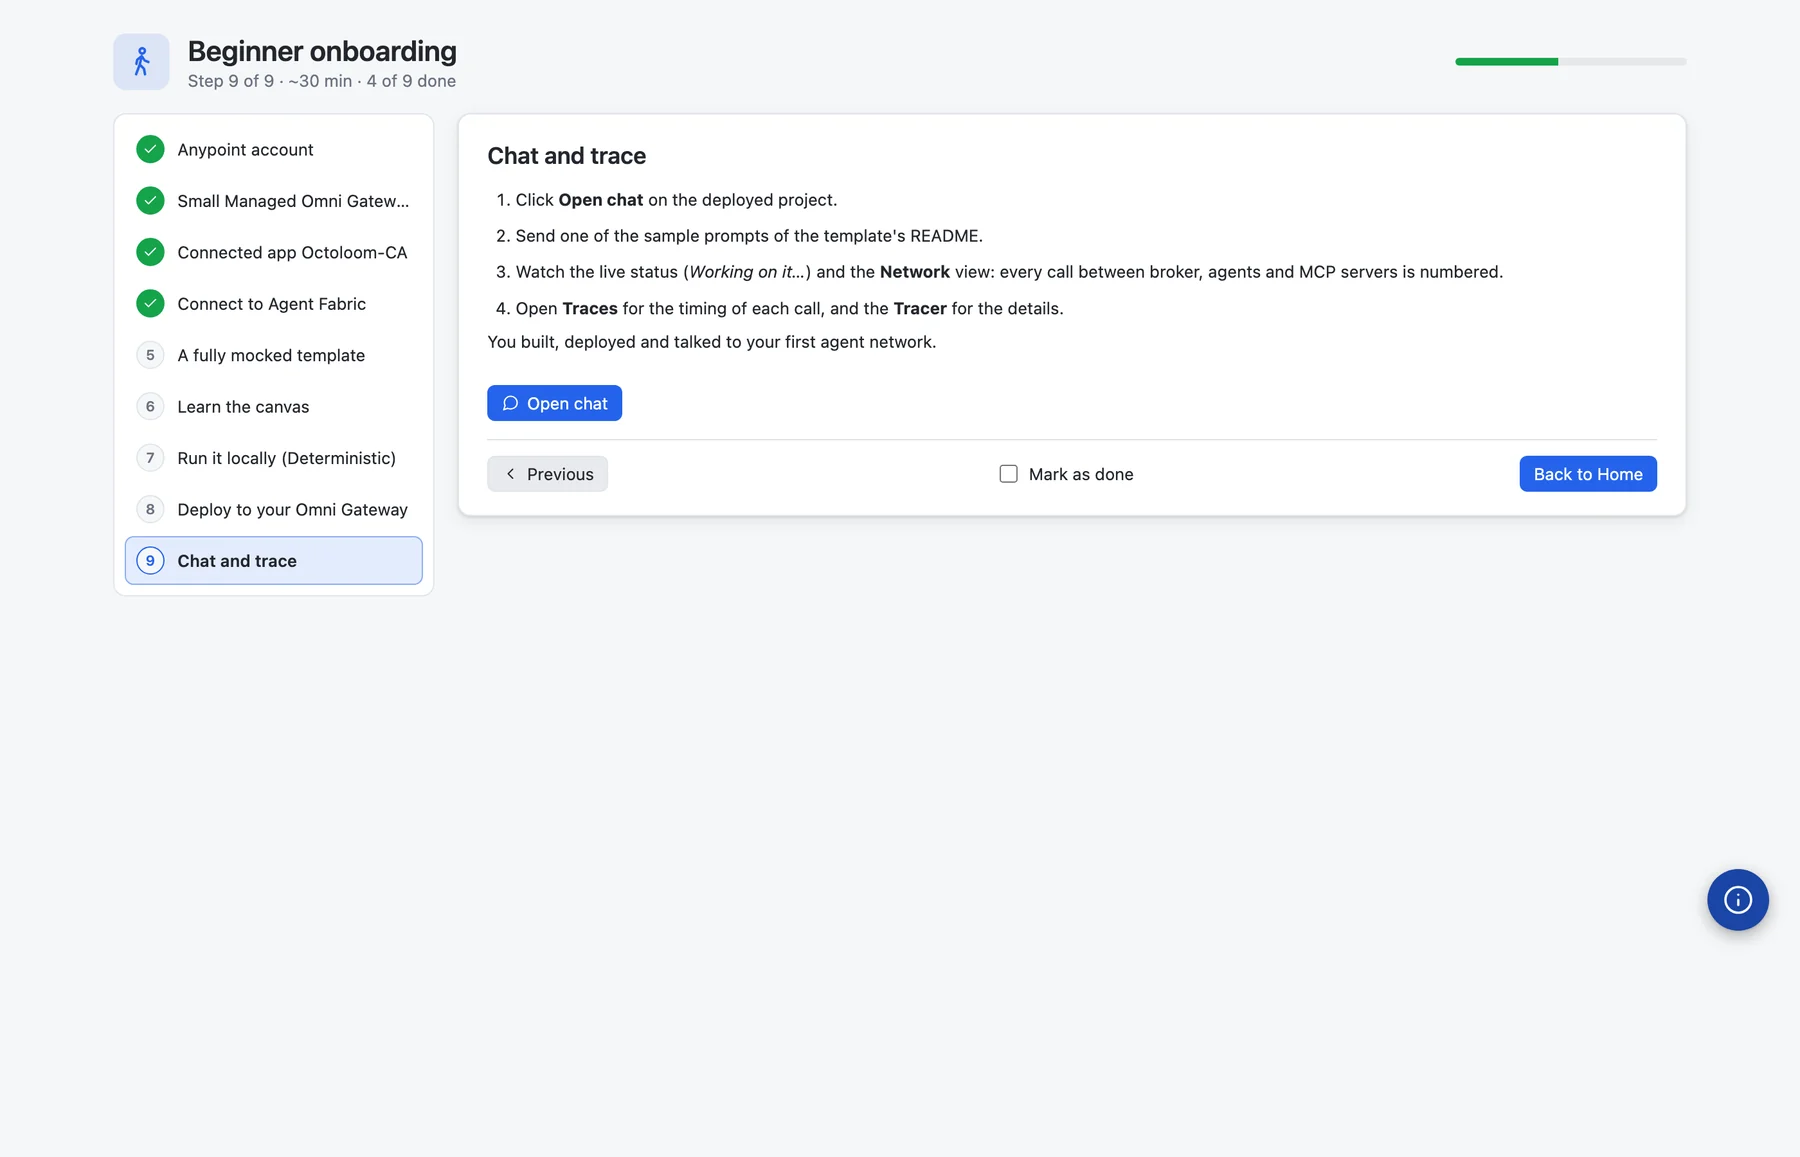 Beginner onboarding
Step 9 of 9 · ~30 min · 4 of 9 done
Anypoint account
Small Managed Omni Gatew...
Connected app Octoloom-CA
Connect to Agent Fabric
5 A fully mocked template
6 Learn the canvas
7 Run it locally (Deterministic)
8 Deploy to your Omni Gateway
9 Chat and trace
Chat and trace
1. Click Open chat on the deployed project.
2. Send one of the sample prompts of the template's README.
3. Watch the live status (Working on it...) and the Network view: every call between broker, agents and MCP servers is numbered.
4. Open Traces for the timing of each call, and the Tracer for the details.
You built, deployed and talked to your first agent network.
Open chat
Previous
Mark as done
Back to Home